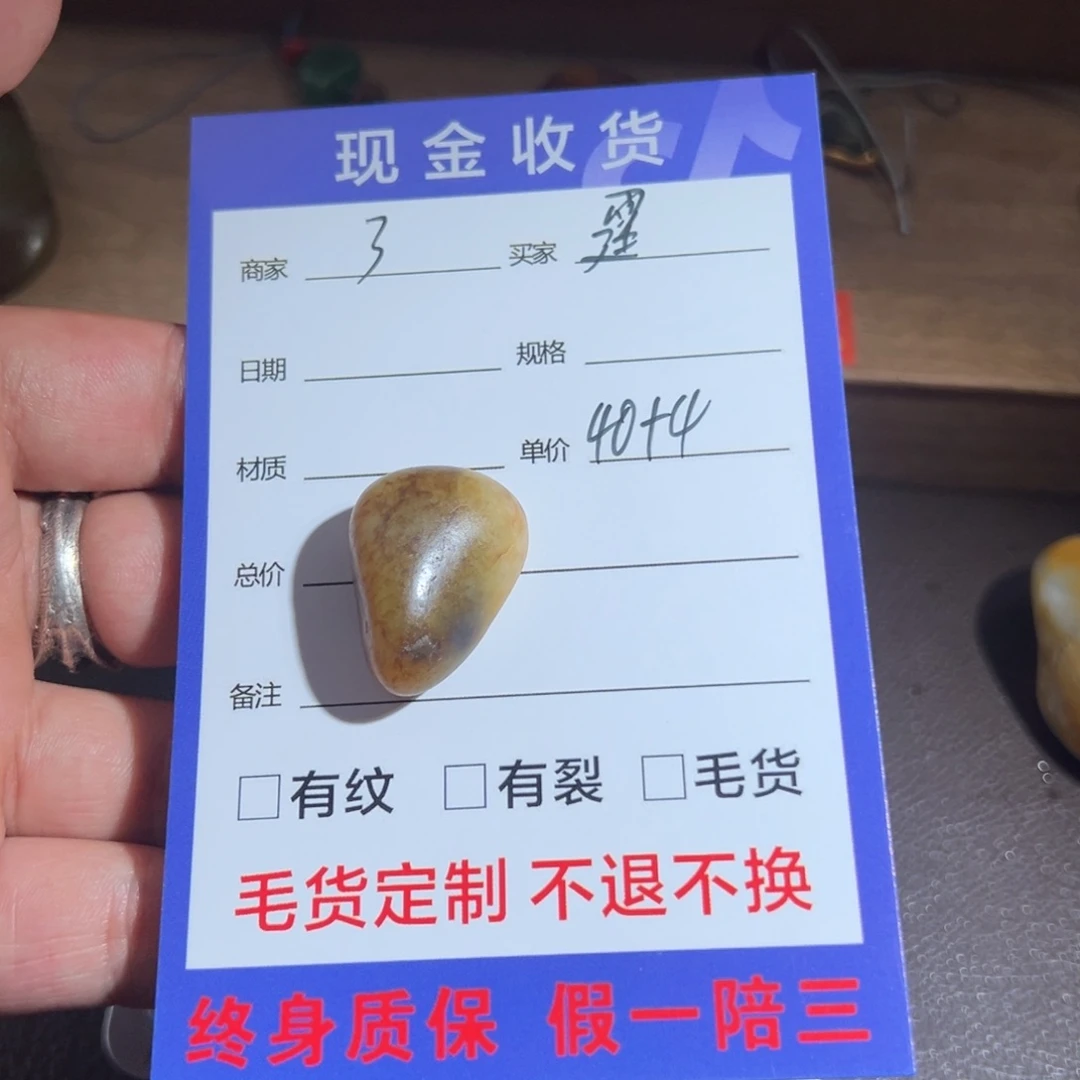 现金收货
商家 3 买家
日期 规格
材质 单价 40+4
总价
备注
有纹 有裂 毛货
毛货定制 不退不换
终身质保 假一陪三